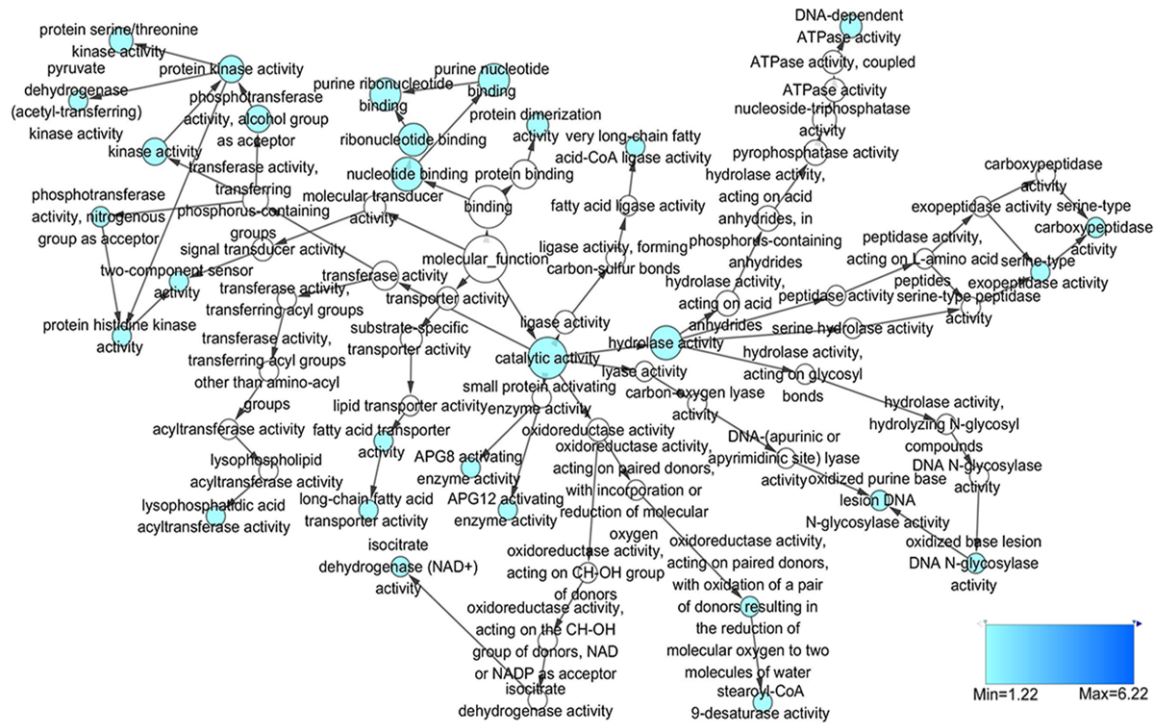 protein serine/threonine
kinase activity
pyruvate
dehydrogenase
(acetyl-transferring)
kinase activity
protein kinase activity
phosphotransferase
activity, alcohol group
as acceptor
kinase activity
transferase activity,
transferring
phosphorus-containing
groups
phosphotransferase
activity, nitrogenous
group as acceptor
two-component sensor
activity
protein histidine kinase
activity
signal transducer activity
molecular transducer
activity
purine ribonucleotide
binding
purine nucleotide
binding
ribonucleotide binding
nucleotide binding
protein dimerization
activity
protein binding
binding
molecular_function
very long-chain fatty
acid-CoA ligase activity
fatty acid ligase activity
ligase activity, forming
carbon-sulfur bonds
ligase activity
DNA-dependent
ATPase activity
ATPase activity, coupled
ATPase activity
nucleoside-triphosphatase
activity
pyrophosphatase activity
hydrolase activity,
acting on acid
anhydrides, in
phosphorus-containing
anhydrides
hydrolase activity,
acting on acid
anhydrides
hydrolase activity
carboxypeptidase
activity
exopeptidase activity
serine-type
carboxypeptidase
activity
peptidase activity,
acting on L-amino acid
peptides
serine-type
exopeptidase activity
peptidase activity
serine-type peptidase
activity
serine hydrolase activity
transferase activity
transferase activity,
transferring acyl groups
transferase activity,
transferring acyl groups
other than amino-acyl
groups
acyltransferase activity
lysophospholipid
acyltransferase activity
lysophosphatidic acid
acyltransferase activity
transporter activity
substrate-specific
transporter activity
lipid transporter activity
fatty acid transporter
activity
long-chain fatty acid
transporter activity
catalytic activity
small protein activating
enzyme activity
APG8 activating
enzyme activity
APG12 activating
enzyme activity
lyase activity
carbon-oxygen lyase
activity
DNA-(apurinic or
apyrimidinic site) lyase
activity
hydrolase activity,
acting on glycosyl
bonds
hydrolase activity,
hydrolyzing N-glycosyl
compounds
DNA N-glycosylase
activity
oxidized purine base
lesion DNA
N-glycosylase activity
oxidized base lesion
DNA N-glycosylase
activity
oxidoreductase activity
oxidoreductase activity,
acting on paired donors,
with incorporation or
reduction of molecular
oxygen
oxidoreductase activity,
acting on CH-OH group
of donors
oxidoreductase activity,
acting on the CH-OH
group of donors, NAD
or NADP as acceptor
isocitrate
dehydrogenase activity
isocitrate
dehydrogenase (NAD+)
activity
oxidoreductase activity,
acting on paired donors,
with oxidation of a pair
of donors resulting in
the reduction of
molecular oxygen to two
molecules of water
stearoyl-CoA
9-desaturase activity
Min=1.22
Max=6.22